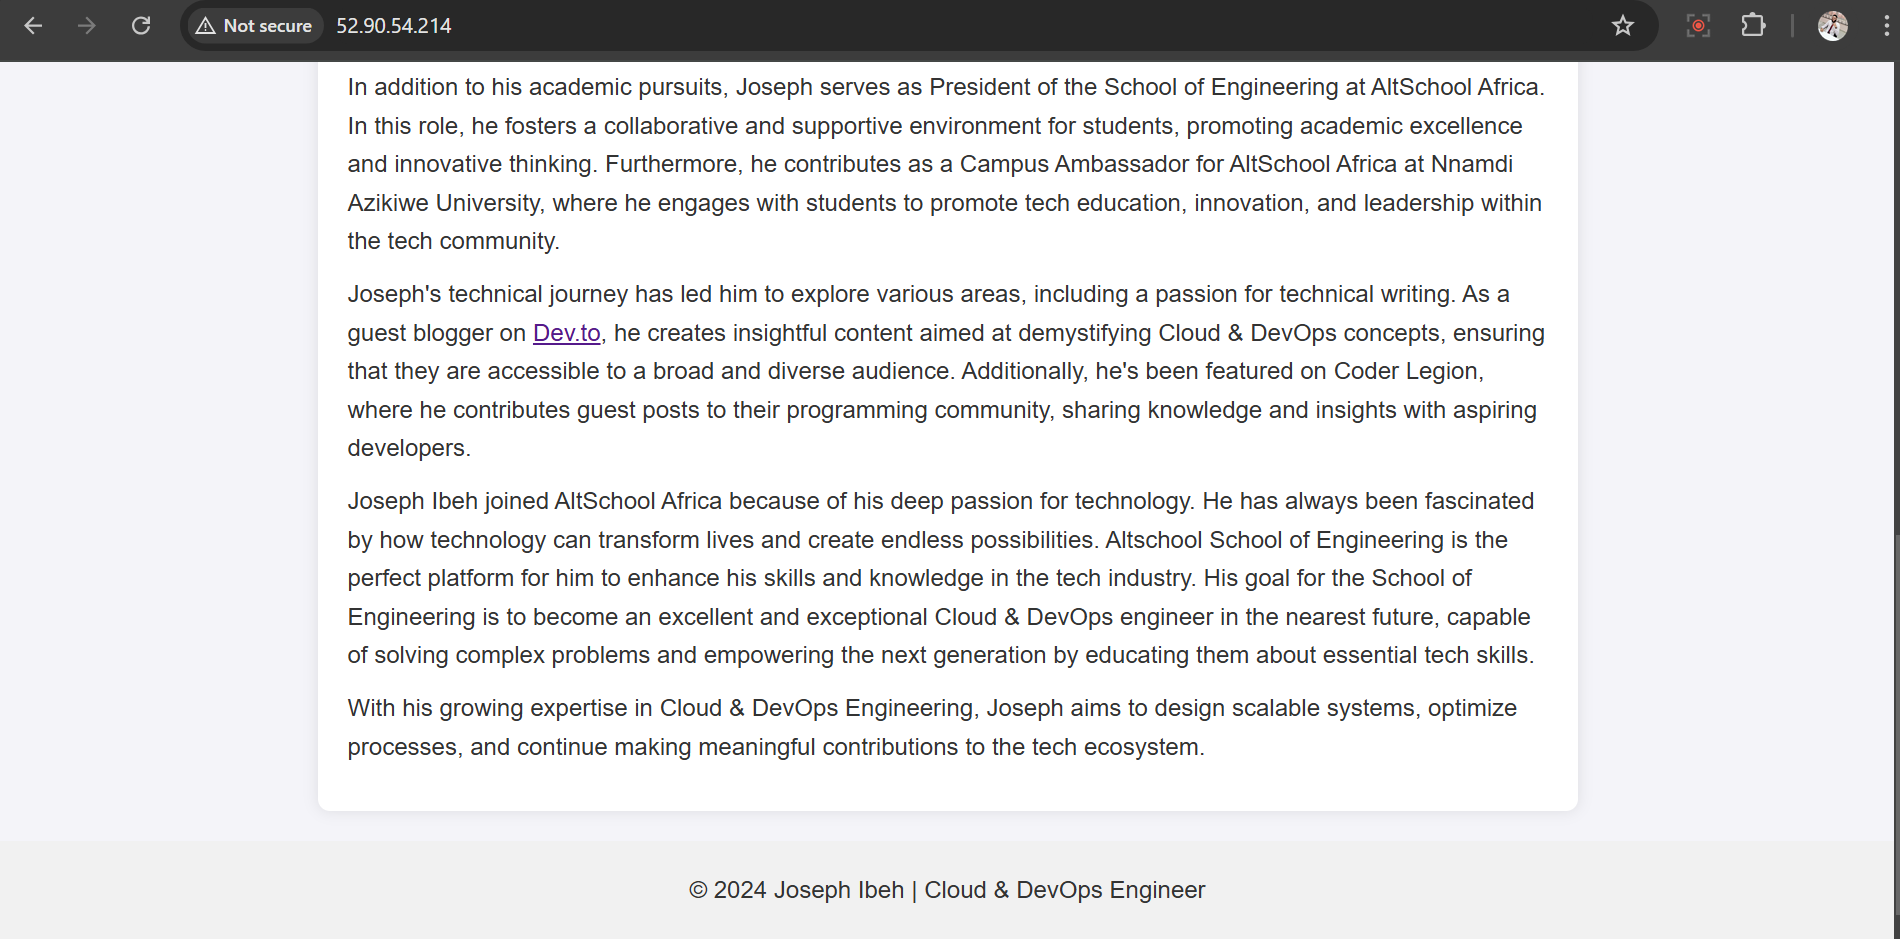 Not secure 52.90.54.214
In addition to his academic pursuits, Joseph serves as President of the School of Engineering at AltSchool Africa.
In this role, he fosters a collaborative and supportive environment for students, promoting academic excellence
and innovative thinking. Furthermore, he contributes as a Campus Ambassador for AltSchool Africa at Nnamdi
Azikiwe University, where he engages with students to promote tech education, innovation, and leadership within
the tech community.
Joseph's technical journey has led him to explore various areas, including a passion for technical writing. As a
guest blogger on Dev.to, he creates insightful content aimed at demystifying Cloud & DevOps concepts, ensuring
that they are accessible to a broad and diverse audience. Additionally, he's been featured on Coder Legion,
where he contributes guest posts to their programming community, sharing knowledge and insights with aspiring
developers.
Joseph Ibeh joined AltSchool Africa because of his deep passion for technology. He has always been fascinated
by how technology can transform lives and create endless possibilities. Altschool School of Engineering is the
perfect platform for him to enhance his skills and knowledge in the tech industry. His goal for the School of
Engineering is to become an excellent and exceptional Cloud & DevOps engineer in the nearest future, capable
of solving complex problems and empowering the next generation by educating them about essential tech skills.
With his growing expertise in Cloud & DevOps Engineering, Joseph aims to design scalable systems, optimize
processes, and continue making meaningful contributions to the tech ecosystem.
© 2024 Joseph Ibeh | Cloud & DevOps Engineer